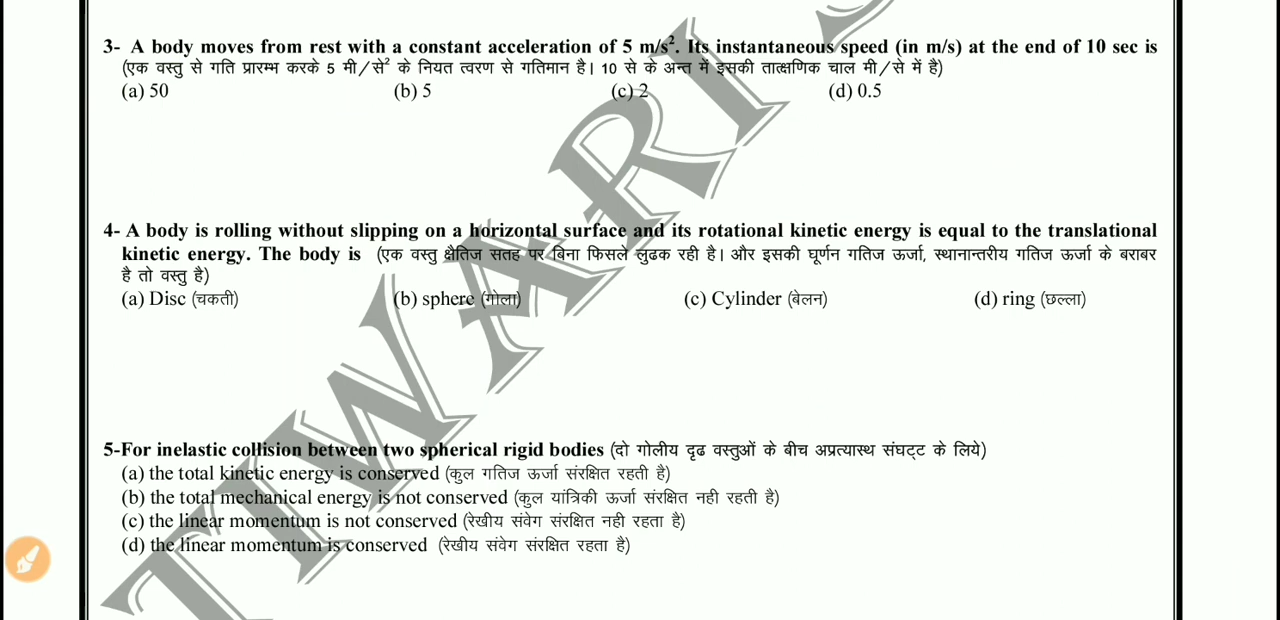 3- A body moves from rest with a constant acceleration of 5 m/s². Its instantaneous speed (in m/s) at the end of 10 sec is
(एक वस्तु से गति प्रारम्भ करके 5 मी/से² के नियत त्वरण से गतिमान है। 10 से के अन्त में इसकी तात्क्षणिक चाल मी/से में है)
(a) 50 (b) 5 (c) 2 (d) 0.5
4- A body is rolling without slipping on a horizontal surface and its rotational kinetic energy is equal to the translational
kinetic energy. The body is (एक वस्तु क्षैतिज सतह पर बिना फिसले लुढक रही है। और इसकी घूर्णन गतिज ऊर्जा, स्थानान्तरीय गतिज ऊर्जा के बराबर
है तो वस्तु है)
(a) Disc (चकती) (b) sphere (गोला) (c) Cylinder (बेलन) (d) ring (छल्ला)
5-For inelastic collision between two spherical rigid bodies (दो गोलीय दृढ वस्तुओं के बीच अप्रत्यास्थ संघट्ट के लिये)
(a) the total kinetic energy is conserved (कुल गतिज ऊर्जा संरक्षित रहती है)
(b) the total mechanical energy is not conserved (कुल यांत्रिकी ऊर्जा संरक्षित नही रहती है)
(c) the linear momentum is not conserved (रेखीय संवेग संरक्षित नही रहता है)
(d) the linear momentum is conserved (रेखीय संवेग संरक्षित रहता है)
TIWARI